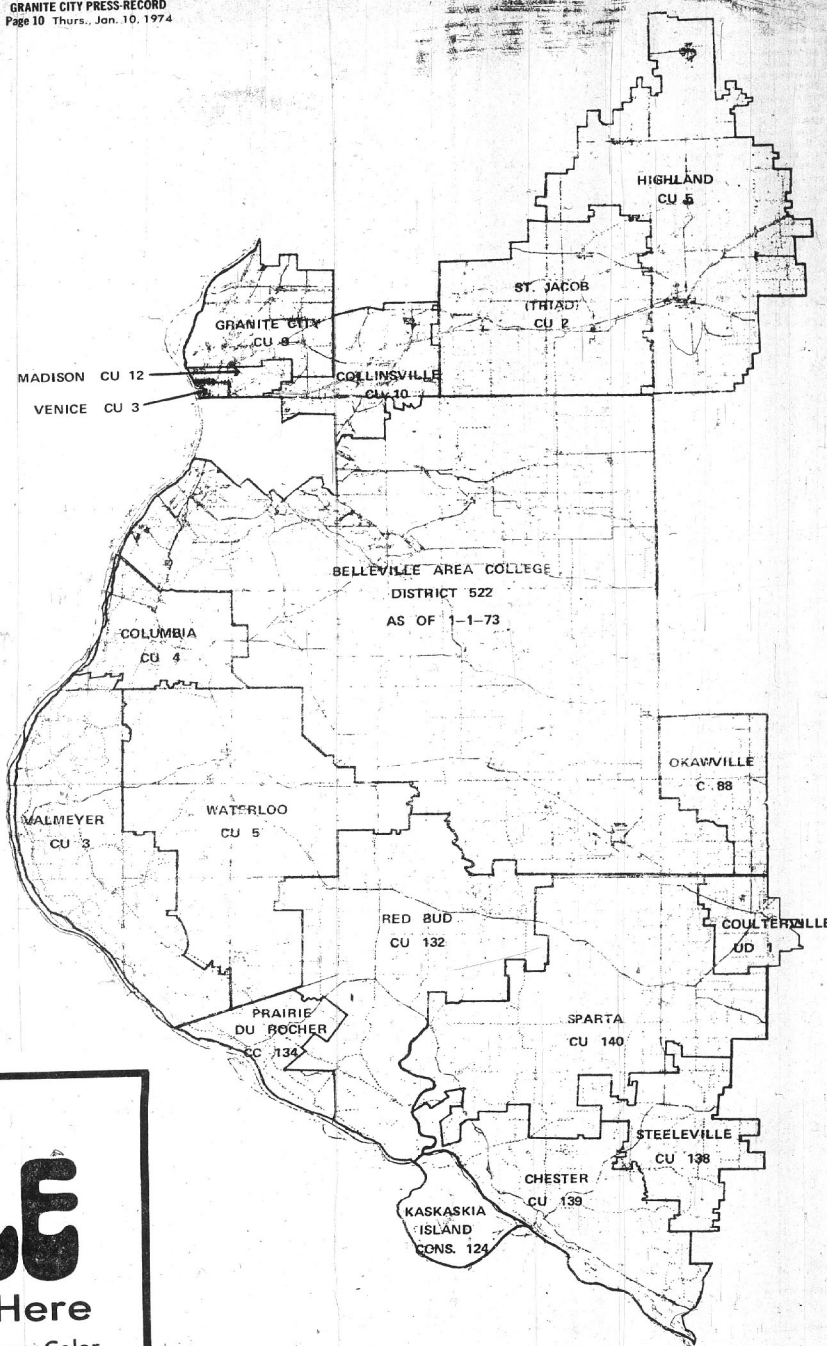 GRANITE CITY PRESS-RECORD
Page 10 Thurs., Jan. 10, 1974
HIGHLAND
CU 5
ST. JACOB
(TRIAD)
CU 2
GRANITE CITY
CU 9
MADISON CU 12
COLLINSVILLE
CU 10
VENICE CU 3
BELLEVILLE AREA COLLEGE
DISTRICT 522
AS OF 1-1-73
COLUMBIA
CU 4
OKAWVILLE
C 88
VALMEYER
CU 3
WATERLOO
CU 5
RED BUD
CU 132
COULTERVILLE
UD 1
PRAIRIE
DU ROCHER
CC 134
SPARTA
CU 140
STEELEVILLE
CU 138
CHESTER
CU 139
KASKASKIA
ISLAND
CONS. 124
Here
Color